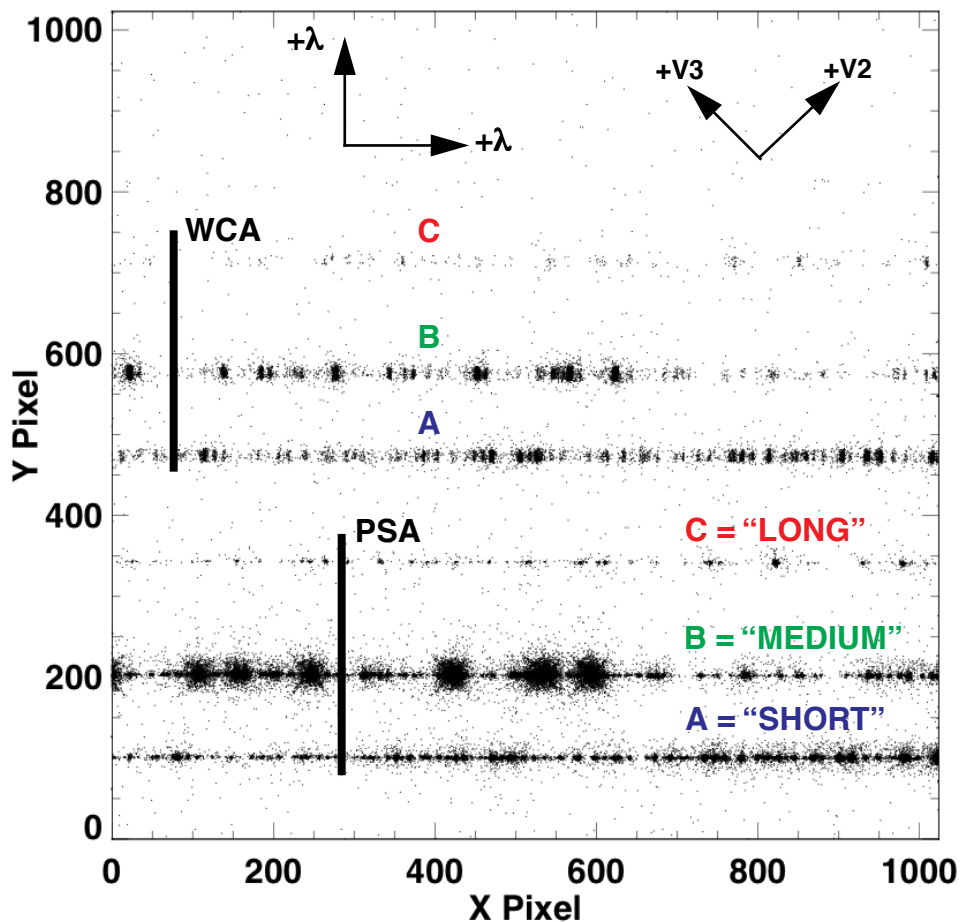 1000
800
600
400
200
0
Y Pixel
+λ
+λ
+V3
+V2
WCA
C
B
A
PSA
C = “LONG”
B = “MEDIUM”
A = “SHORT”
0 200 400 600 800 1000
X Pixel